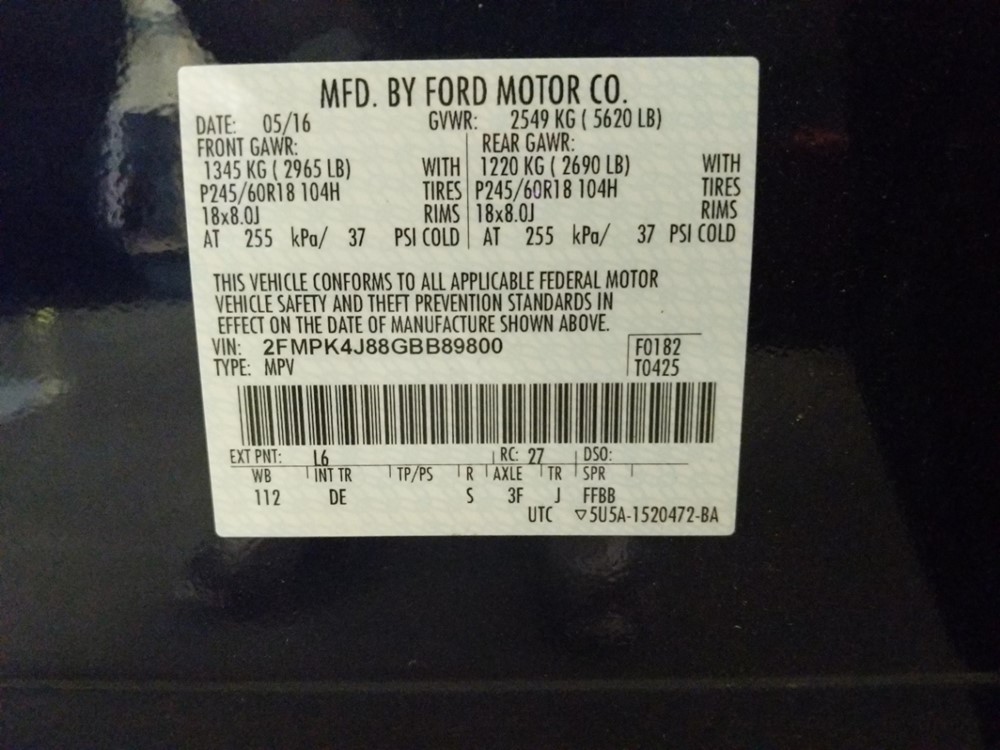 MFD. BY FORD MOTOR CO.
DATE: 05/16 GVWR: 2549 KG ( 5620 LB)
FRONT GAWR: REAR GAWR:
1345 KG ( 2965 LB) WITH 1220 KG ( 2690 LB) WITH
P245/60R18 104H TIRES P245/60R18 104H TIRES
18x8.0J RIMS 18x8.0J RIMS
AT 255 kPa/ 37 PSI COLD AT 255 kPa/ 37 PSI COLD
THIS VEHICLE CONFORMS TO ALL APPLICABLE FEDERAL MOTOR
VEHICLE SAFETY AND THEFT PREVENTION STANDARDS IN
EFFECT ON THE DATE OF MANUFACTURE SHOWN ABOVE.
VIN: 2FMPK4J88GBB89800 F0182
TYPE: MPV T0425
EXT PNT: L6 RC: 27 DSO:
WB INT TR TP/PS R AXLE TR SPR
112 DE S 3F J FFBB
UTC ▽5U5A-1520472-BA